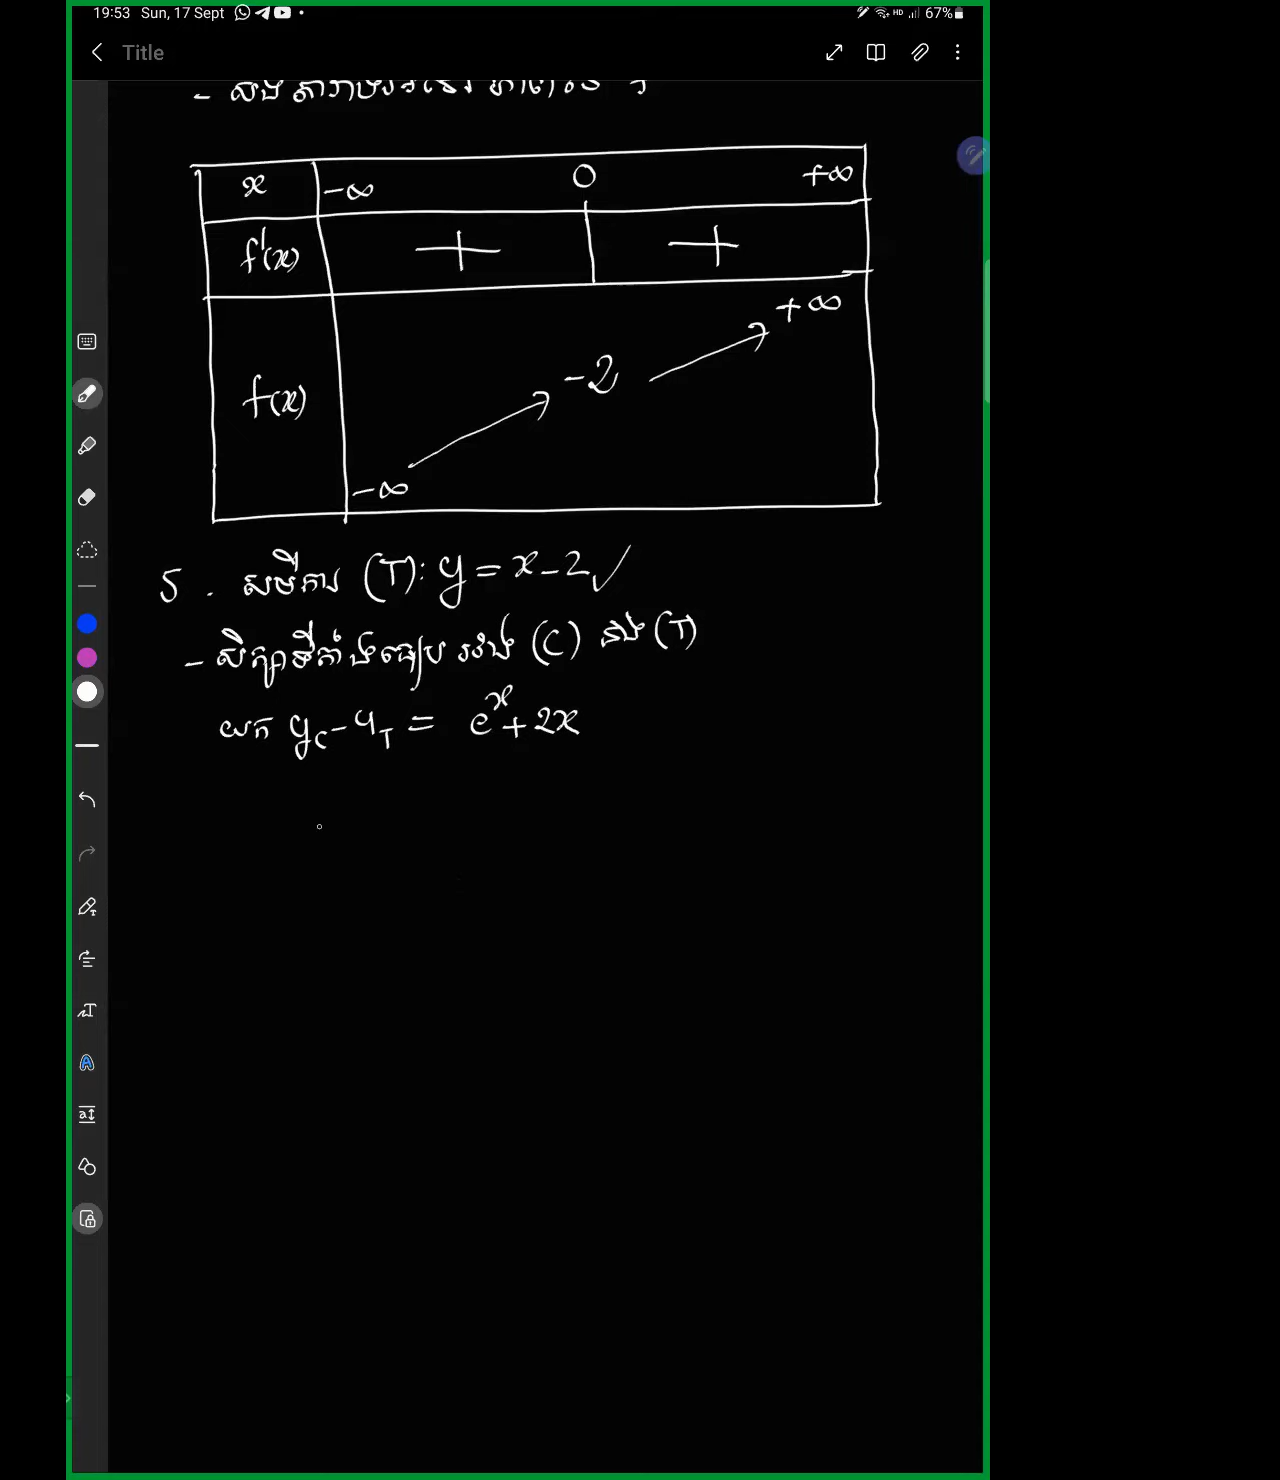 19:53 Sun, 17 Sept 67%
Title
x -∞ 0 +∞
f'(x) + +
+∞
-2
f(x)
-∞
5. សមីការ (T): y = x - 2 ✓
- សិក្សាទីតាំងធៀបរវាង (C) និង (T)
យក y_C - y_T = e^x + 2x